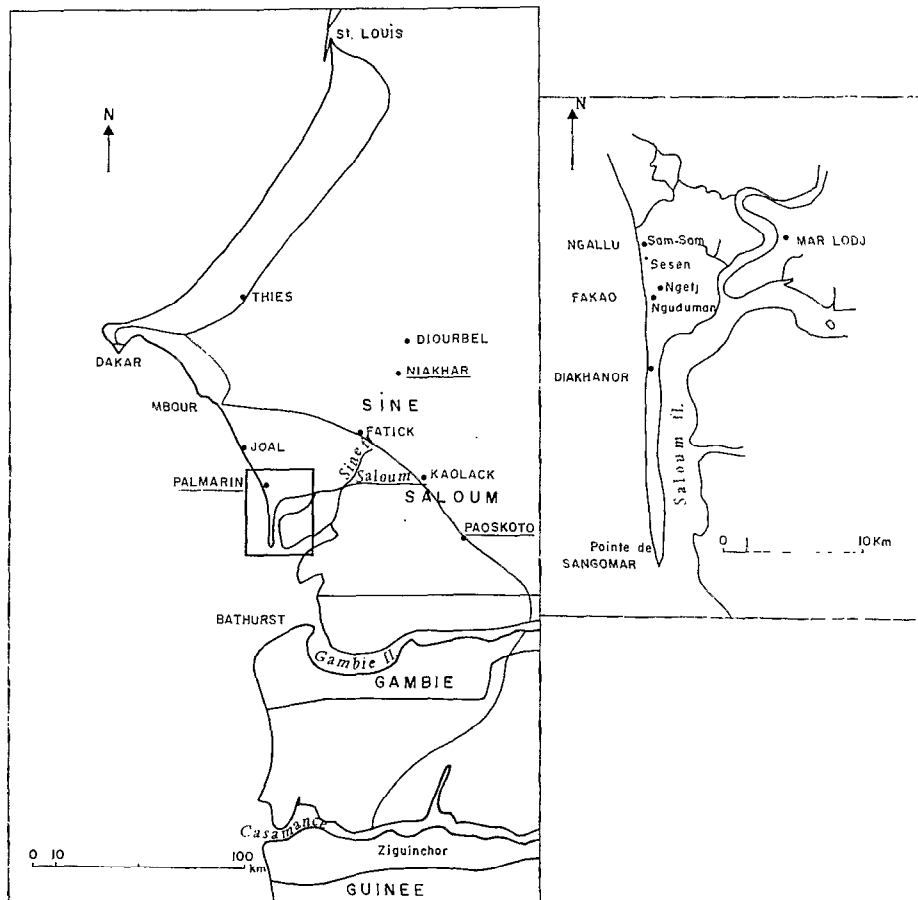 St. LOUIS
N
THIES
DAKAR
DIOURBEL
NIAKHAR
MBOUR
SINE
FATICK
JOAL
Sine fl.
Saloum
KAOLACK
PALMARIN
SALOUM
PAOSKOTO
BATHURST
Gambie fl.
GAMBIE
Casamance
Ziguinchor
0 10 100 km
GUINEE
N
NGALLU
Sam-Sam
MAR LODJ
Sesen
Ngetj
FAKAO
Nguduman
DIAKHANOR
Saloum fl.
Pointe de
SANGOMAR
0 1 10 Km